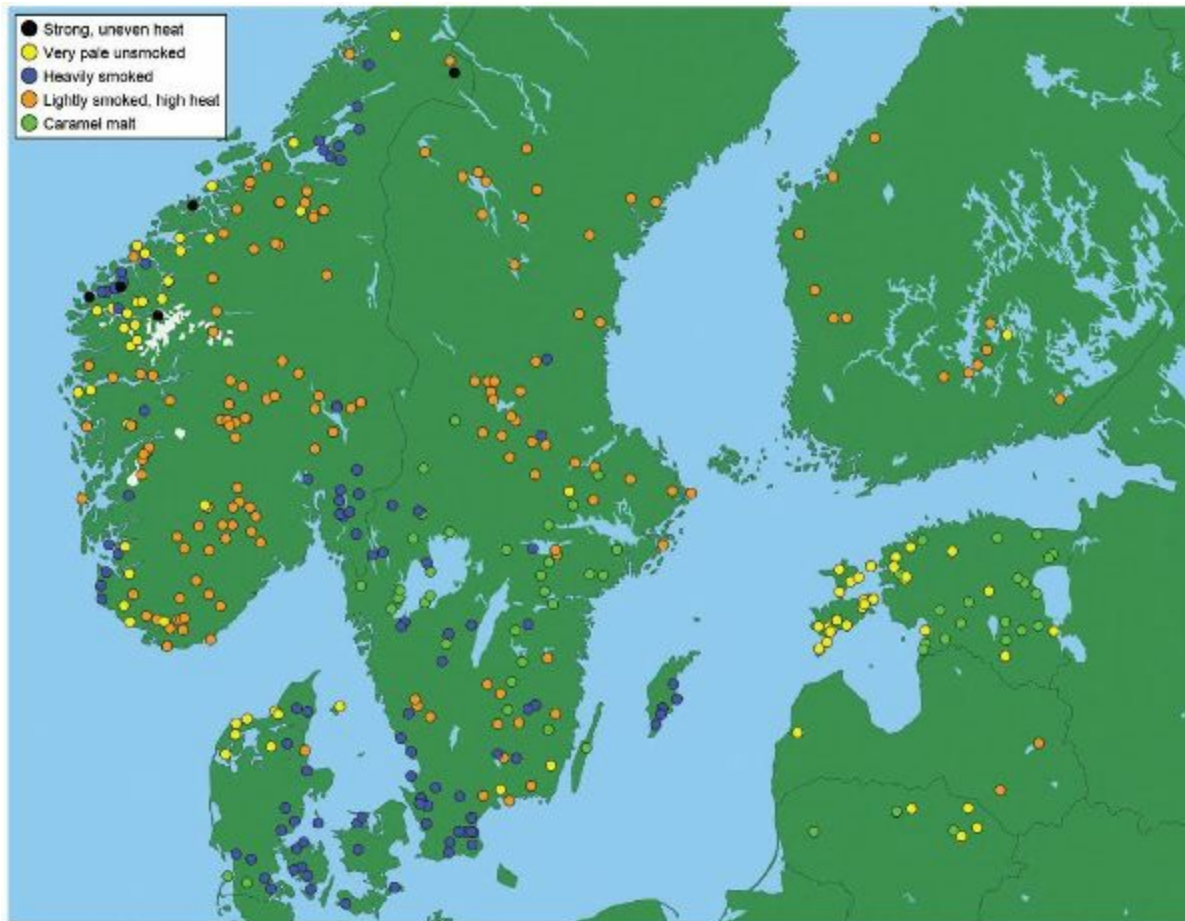 Strong, uneven heat
Very pale unsmoked
Heavily smoked
Lightly smoked, high heat
Caramel malt